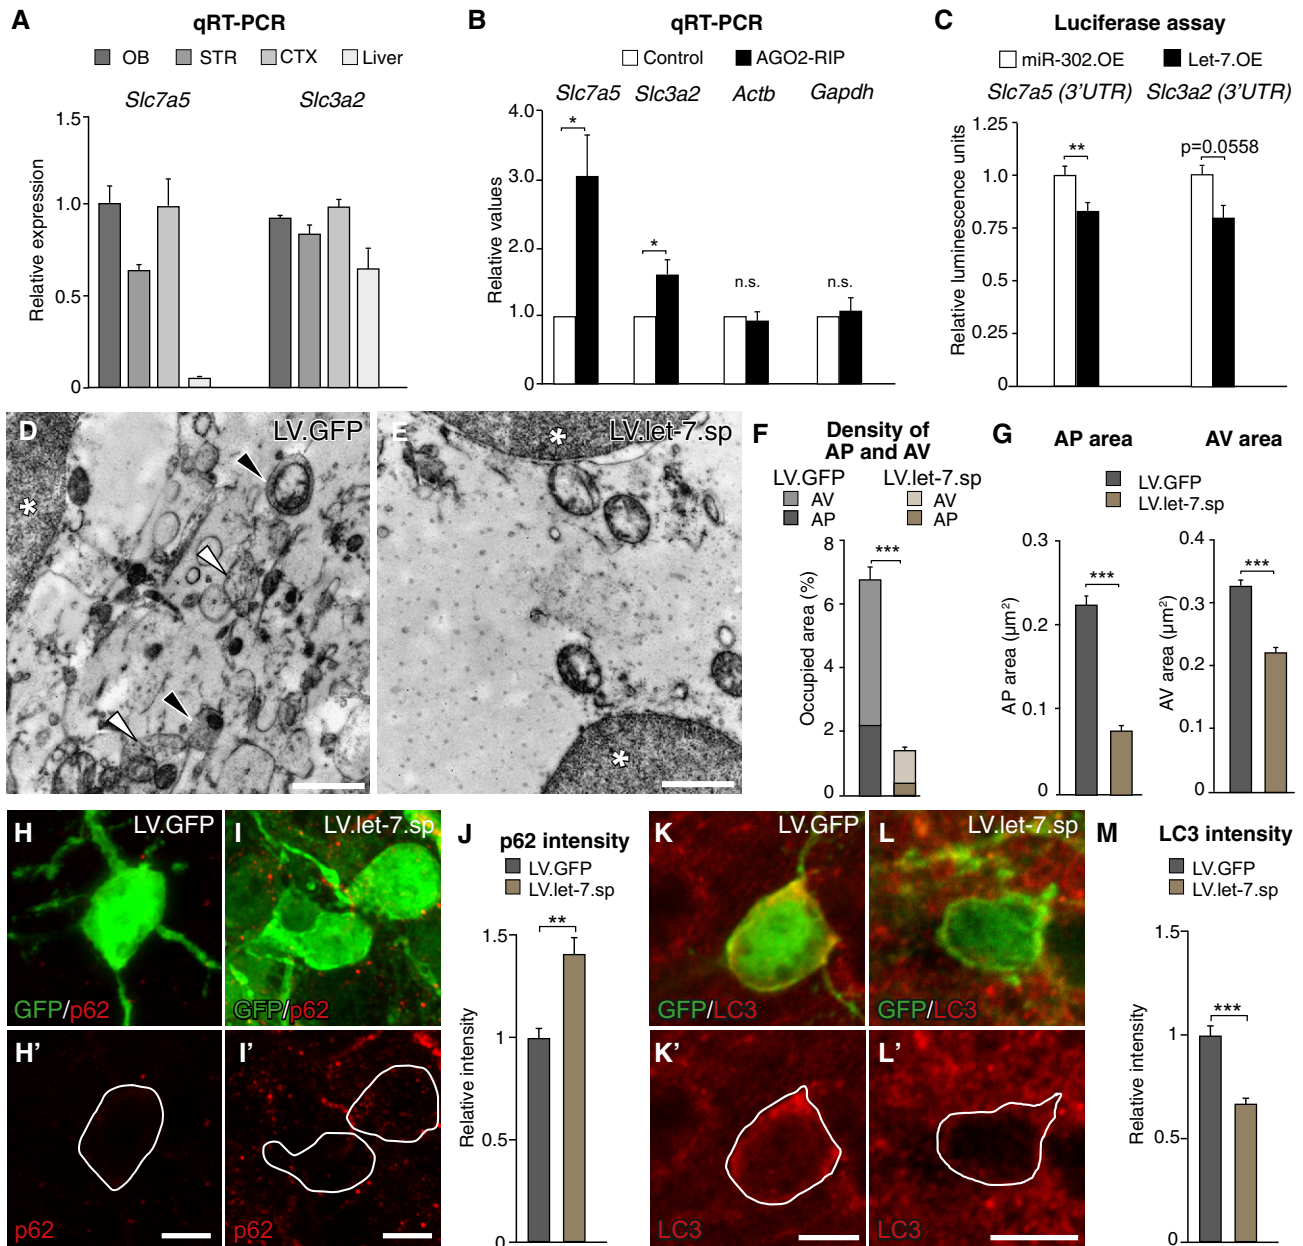 A qRT-PCR
OB STR CTX Liver
Slc7a5 Slc3a2
Relative expression
1.5
1.0
0.5
0
B qRT-PCR
Control AGO2-RIP
Slc7a5 Slc3a2 Actb Gapdh
Relative values
4.0
3.0
2.0
1.0
0
* * n.s. n.s.
C Luciferase assay
miR-302.OE Let-7.OE
Slc7a5 (3'UTR) Slc3a2 (3'UTR)
Relative luminescence units
1.25
1.0
0.75
0.5
0.25
0
** p=0.0558
D LV.GFP
*
E LV.let-7.sp
*
*
F Density of
AP and AV
LV.GFP LV.let-7.sp
AV AV
AP AP
Occupied area (%)
8
6
4
2
0
***
G AP area AV area
LV.GFP
LV.let-7.sp
AP area (µm²)
0.3
0.2
0.1
0
***
AV area (µm²)
0.4
0.3
0.2
0.1
0
***
H LV.GFP
GFP/p62
I LV.let-7.sp
GFP/p62
H'
p62
I'
p62
J p62 intensity
LV.GFP
LV.let-7.sp
Relative intensity
1.5
1
0.5
0
**
K LV.GFP
GFP/LC3
L LV.let-7.sp
GFP/LC3
K'
LC3
L'
LC3
M LC3 intensity
LV.GFP
LV.let-7.sp
Relative intensity
1.5
1
0.5
0
***